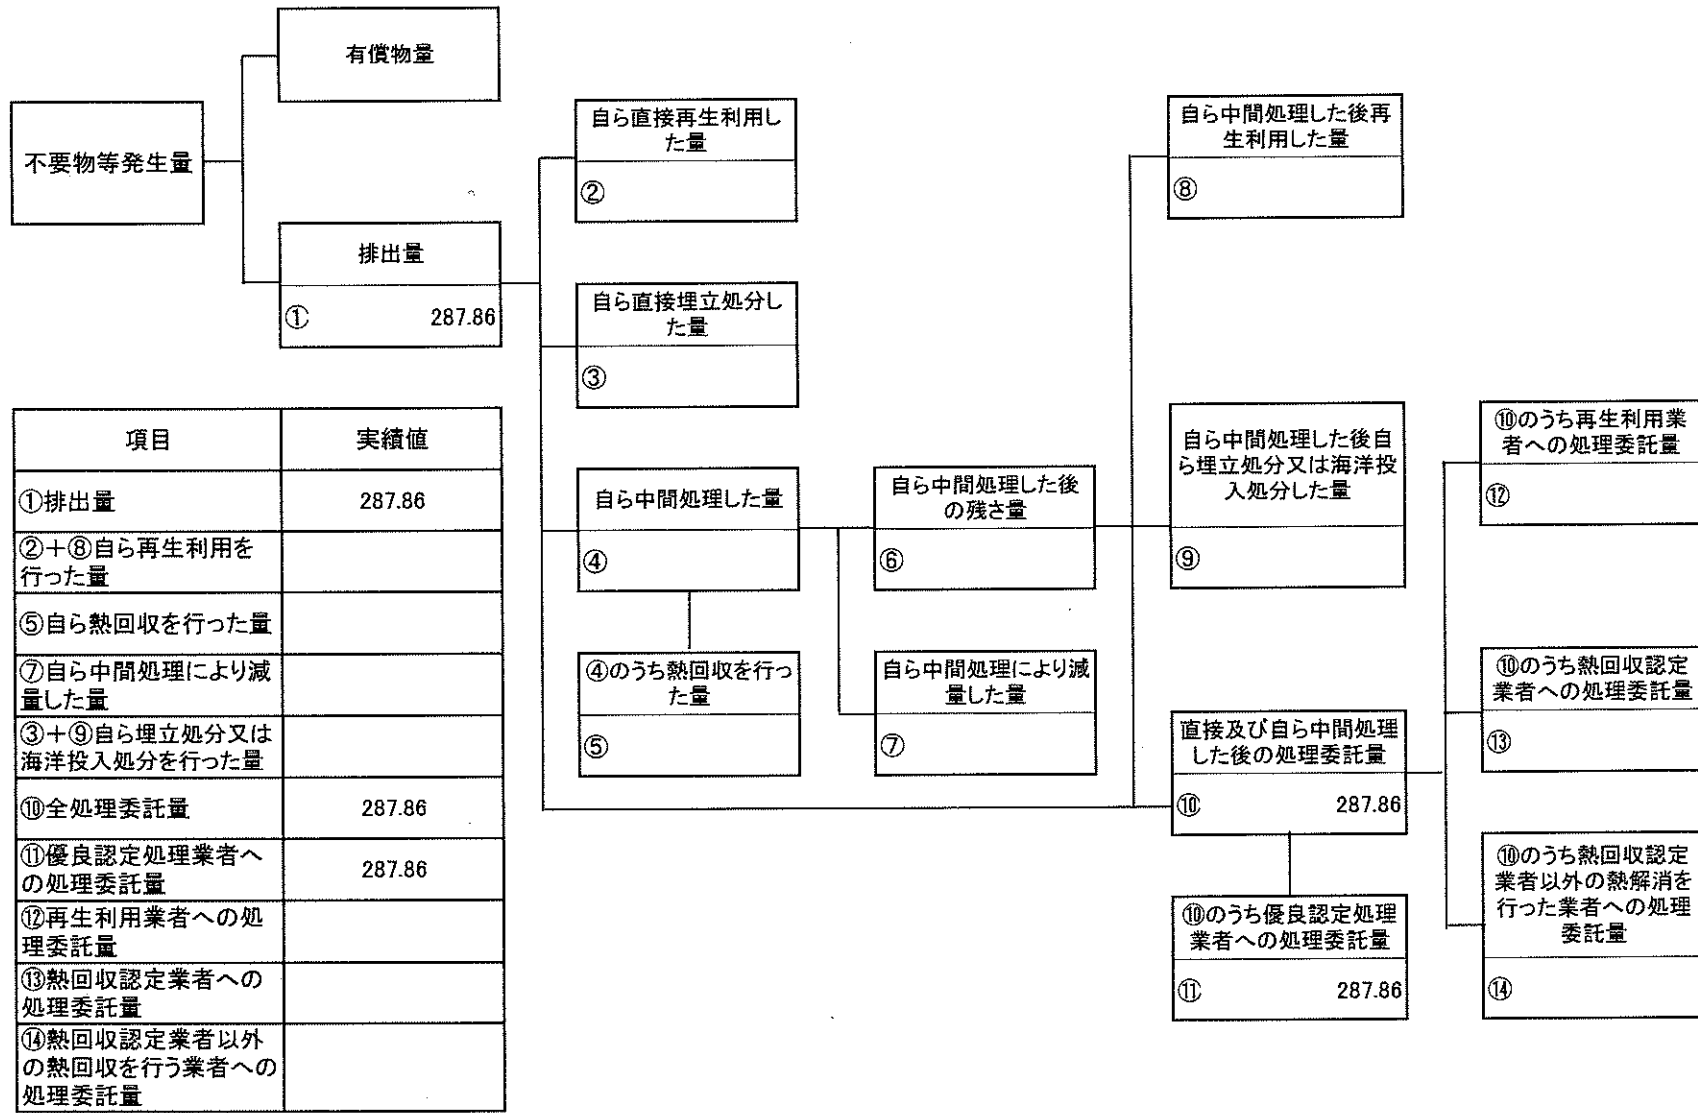 有償物量
不要物等発生量
排出量
① 287.86
自ら直接再生利用し
た量
②
自ら直接埋立処分し
た量
③
自ら中間処理した量
④
④のうち熱回収を行っ
た量
⑤
自ら中間処理した後
の残さ量
⑥
自ら中間処理により減
量した量
⑦
自ら中間処理した後再
生利用した量
⑧
自ら中間処理した後自
ら埋立処分又は海洋投
入処分した量
⑨
直接及び自ら中間処理
した後の処理委託量
⑩ 287.86
⑩のうち優良認定処理
業者への処理委託量
⑪ 287.86
⑩のうち再生利用業
者への処理委託量
⑫
⑩のうち熱回収認定
業者への処理委託量
⑬
⑩のうち熱回収認定
業者以外の熱解消を
行った業者への処理
委託量
⑭
項目 実績値
①排出量 287.86
②+⑧自ら再生利用を
行った量
⑤自ら熱回収を行った量
⑦自ら中間処理により減
量した量
③+⑨自ら埋立処分又は
海洋投入処分を行った量
⑩全処理委託量 287.86
⑪優良認定処理業者へ
の処理委託量 287.86
⑫再生利用業者への処
理委託量
⑬熱回収認定業者への
処理委託量
⑭熱回収認定業者以外
の熱回収を行う業者への
処理委託量